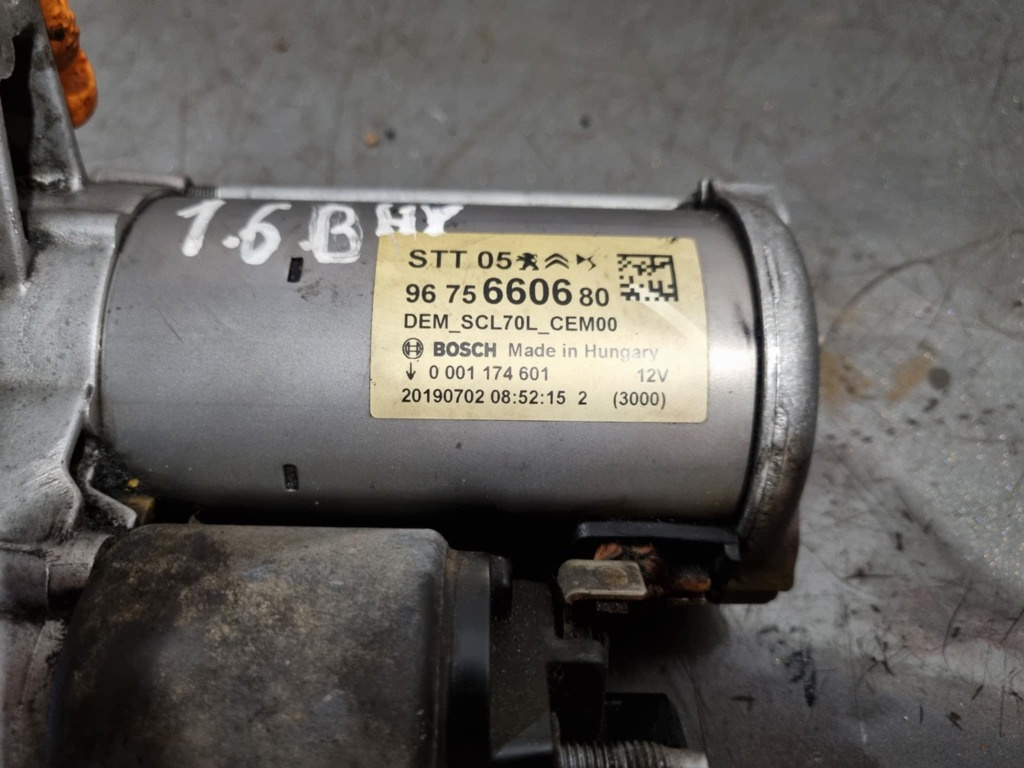 1.6 BHY
STT 05
96 75 6606 80
DEM_SCL70L_CEM00
BOSCH Made in Hungary
↓ 0 001 174 601 12V
20190702 08:52:15 2 (3000)